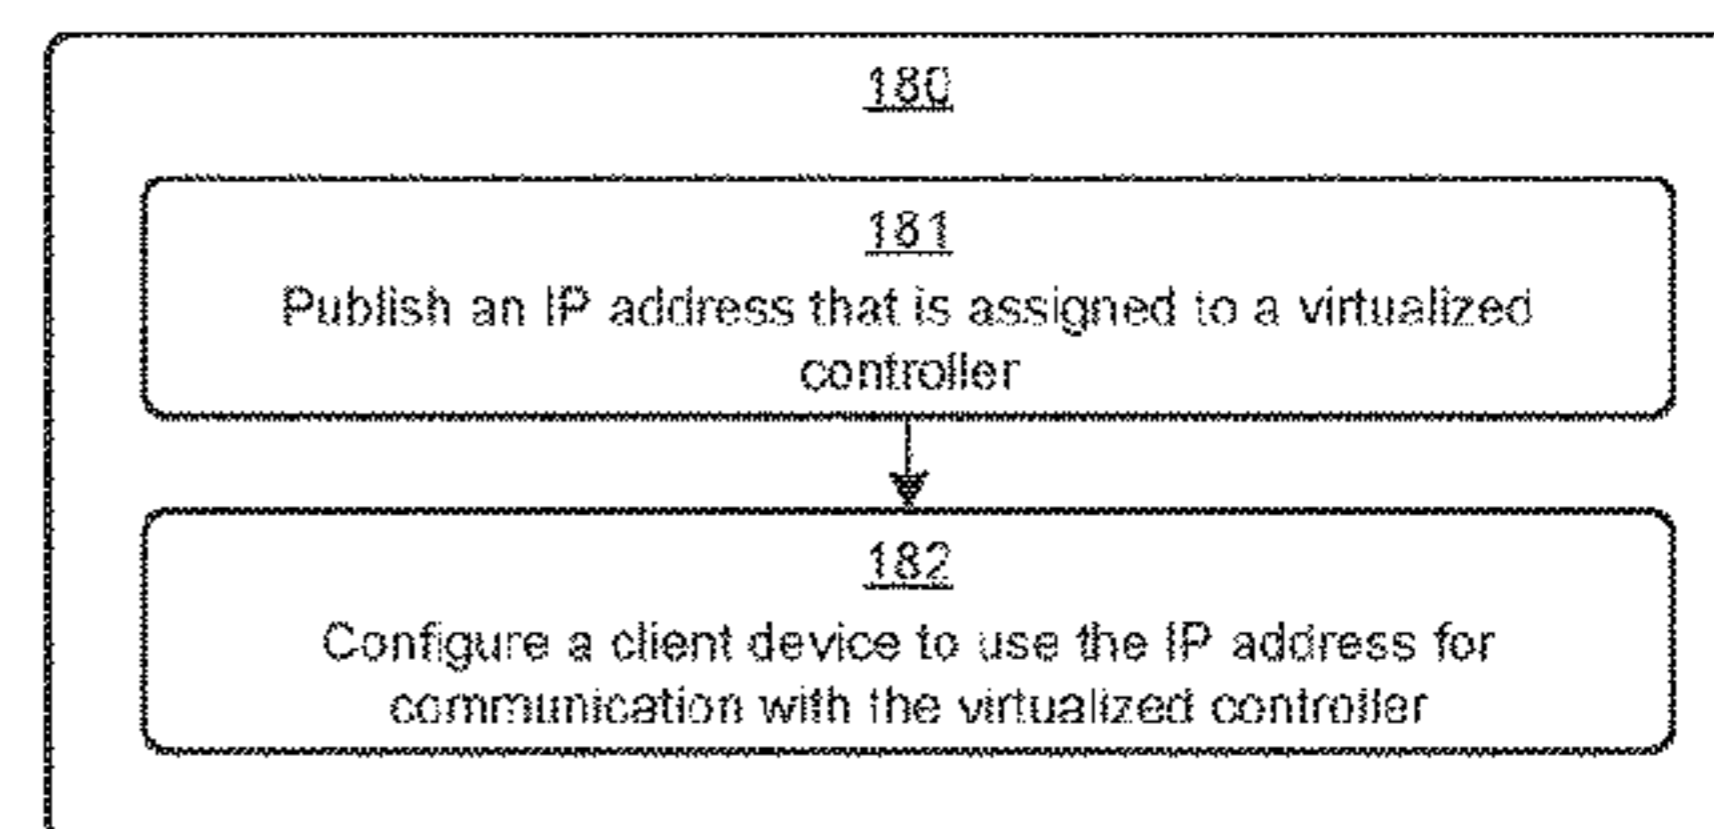 180
181
Publish an IP address that is assigned to a virtualized
controller
182
Configure a client device to use the IP address for
communication with the virtualized controller